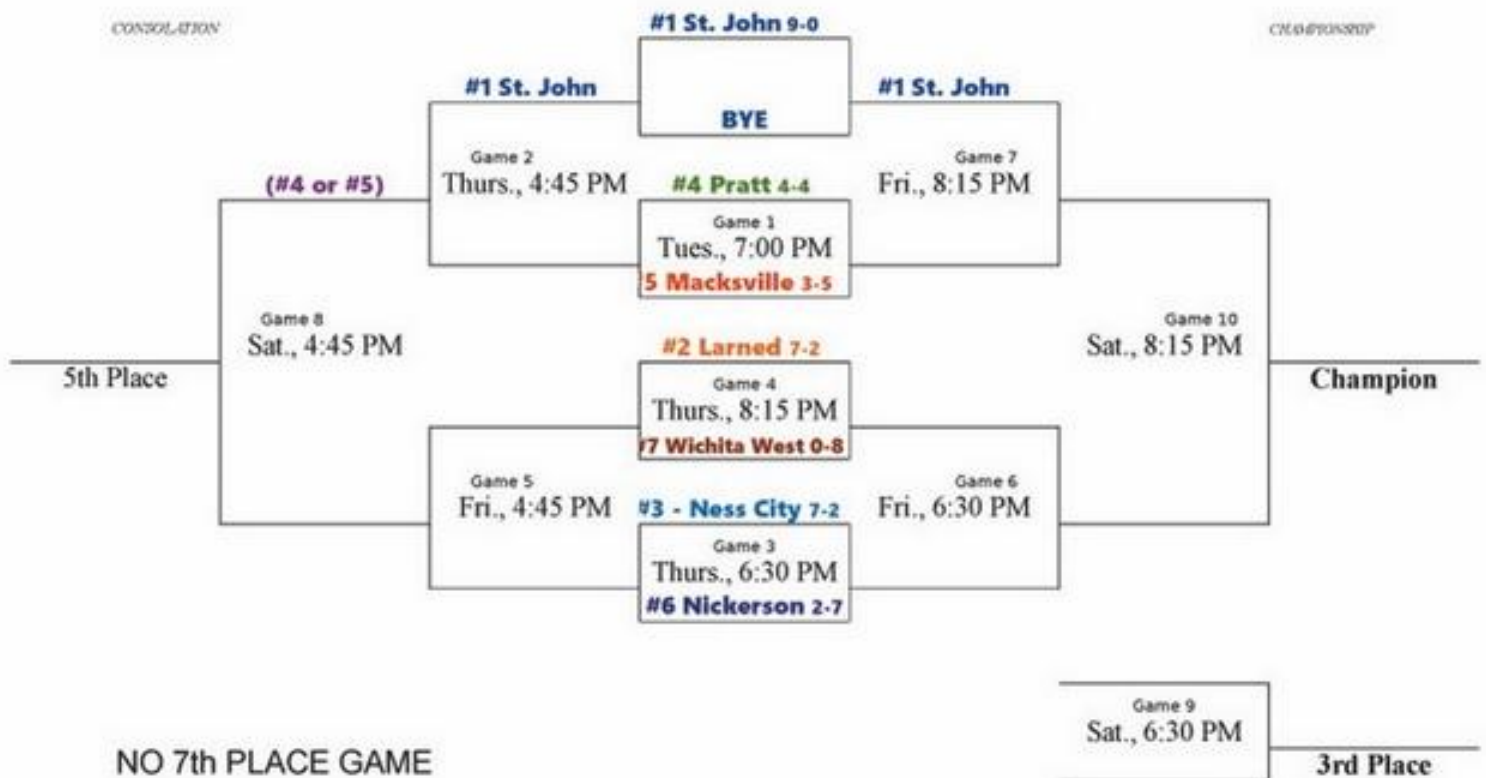 CONSOLATION
#1 St. John 9-0
CHAMPIONSHIP
#1 St. John
#1 St. John
BYE
Game 2
Thurs., 4:45 PM
Game 7
Fri., 8:15 PM
(#4 or #5)
#4 Pratt 4-4
Game 1
Tues., 7:00 PM
5 Macksville 3-5
Game 8
Sat., 4:45 PM
Game 10
Sat., 8:15 PM
#2 Larned 7-2
5th Place
Champion
Game 4
Thurs., 8:15 PM
#7 Wichita West 0-8
Game 5
Fri., 4:45 PM
Game 6
Fri., 6:30 PM
#3 - Ness City 7-2
Game 3
Thurs., 6:30 PM
#6 Nickerson 2-7
Game 9
Sat., 6:30 PM
NO 7th PLACE GAME
3rd Place